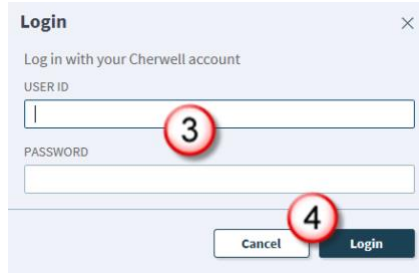 Login
Log in with your Cherwell account
USER ID
3
PASSWORD
4
Cancel Login